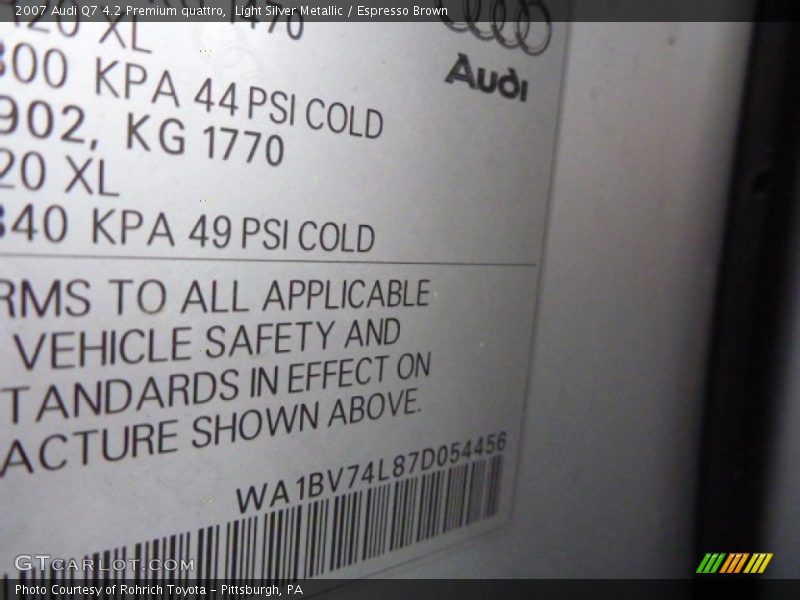 2007 Audi Q7 4.2 Premium quattro, Light Silver Metallic / Espresso Brown
XL 1470
Audi
KPA 44 PSI COLD
902, KG 1770
20 XL
KPA 49 PSI COLD
RMS TO ALL APPLICABLE
VEHICLE SAFETY AND
TANDARDS IN EFFECT ON
ACTURE SHOWN ABOVE.
WA1BV74L87D054456
GTCARLOT.COM
Photo Courtesy of Rohrich Toyota - Pittsburgh, PA